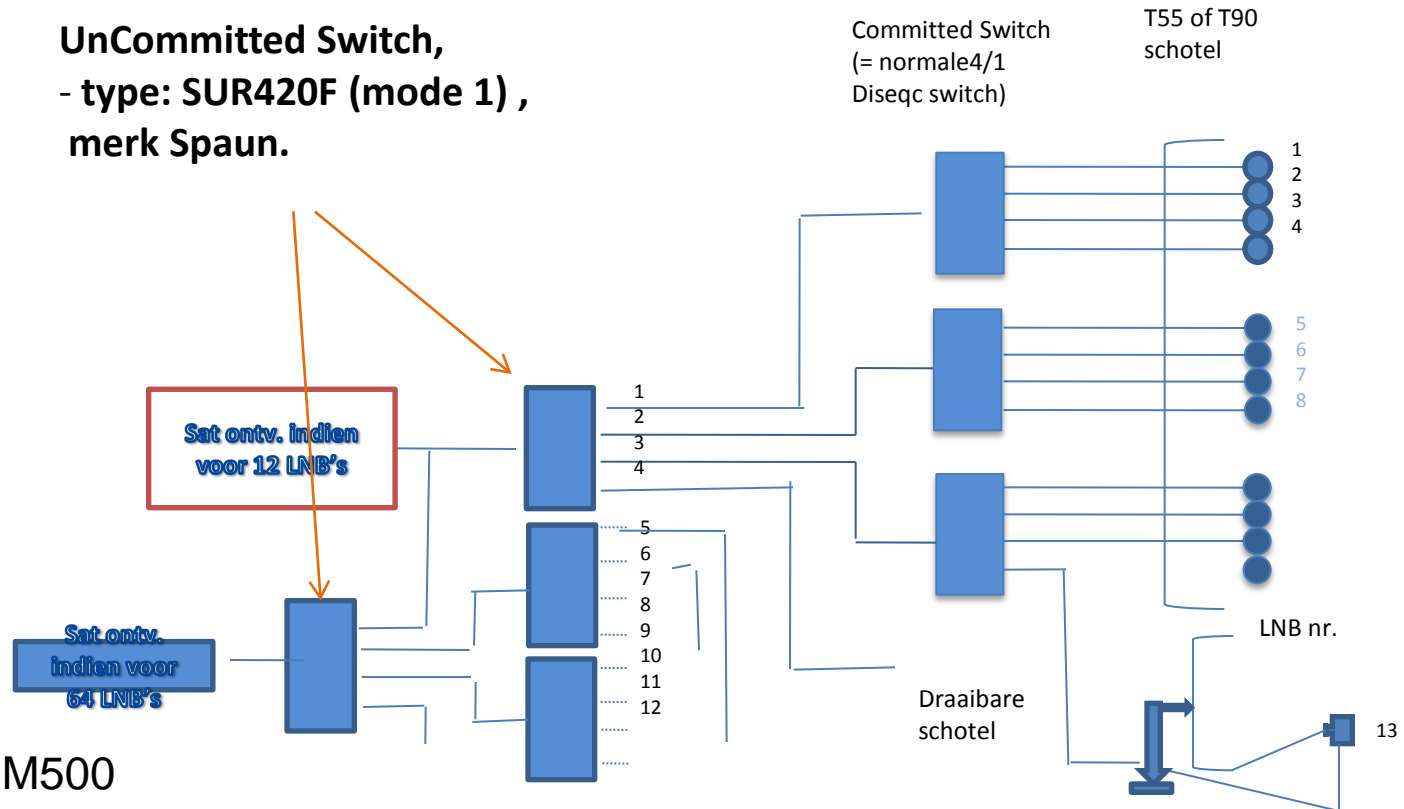 UnCommitted Switch,
- type: SUR420F (mode 1) ,
merk Spaun.
Committed Switch
(= normale4/1
Diseqc switch)
T55 of T90
schotel
1
2
3
4
5
6
7
8
Sat ontv. indien
voor 12 LNB’s
1
2
3
4
5
6
7
8
9
10
11
12
Sat ontv.
indien voor
64 LNB’s
LNB nr.
Draaibare
schotel
13
M500